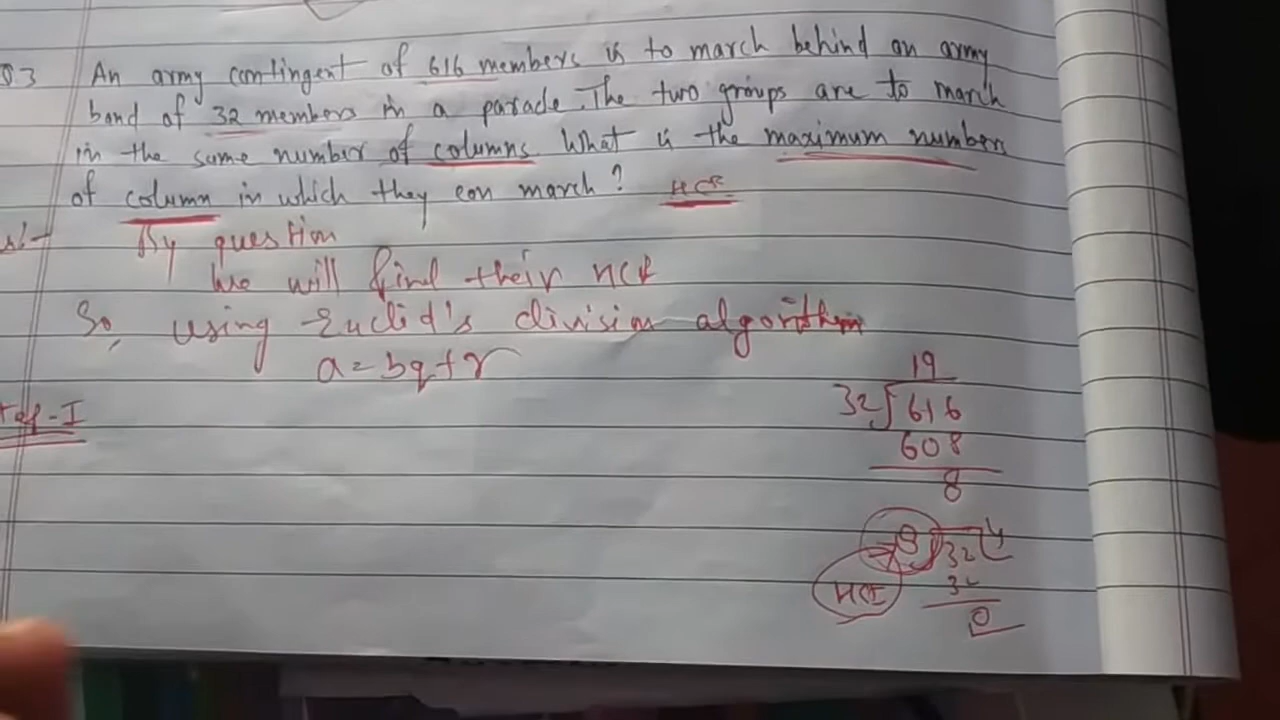 Q3 An army contingent of 616 members is to march behind an army
band of 32 members in a parade. The two groups are to march
in the same number of columns What is the maximum numbers
of column in which they can march? HCF
By question
We will find their HCF
So, using Euclid's division algorithm
a = bq + r
19
32 616
608
8
8 32 4
32
0
HCF